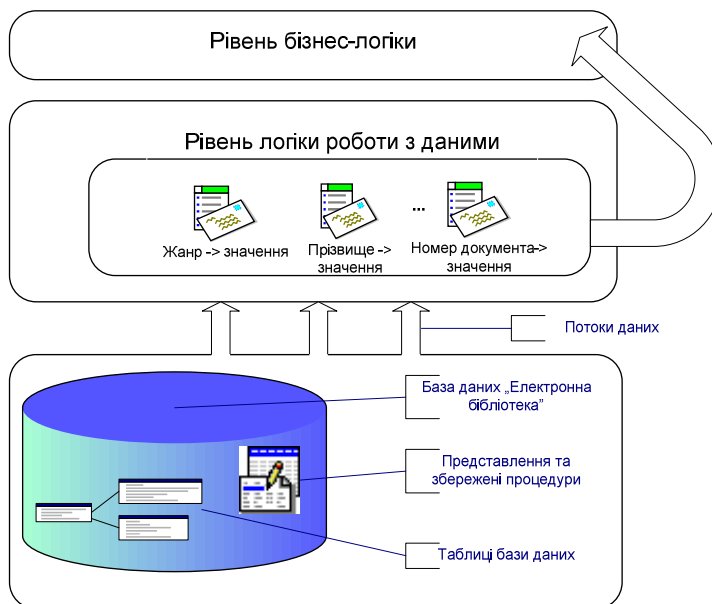 Рівень бізнес-логіки
Рівень логіки роботи з даними
...
Жанр -> значення
Прізвище ->
значення
Номер документа->
значення
Потоки даних
База даних „Електронна
бібліотека”
Представлення та
збережені процедури
Таблиці бази даних